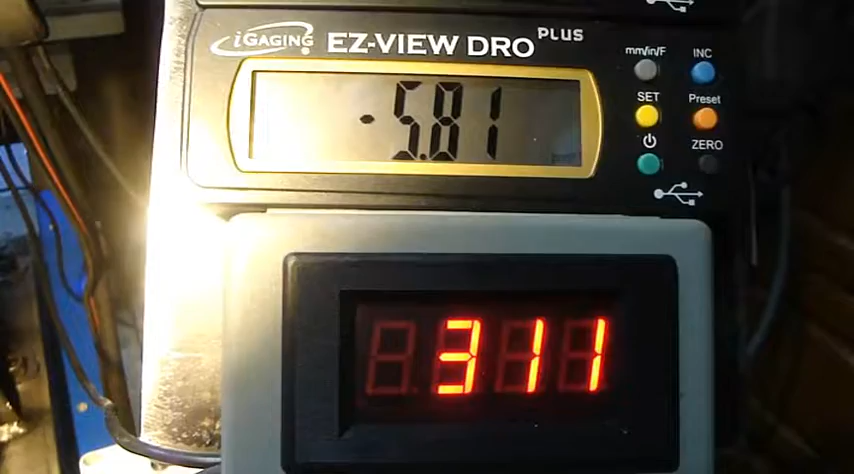 iGAGING EZ-VIEW DRO PLUS
mm/in/F INC
-5.81
SET Preset
ZERO
311